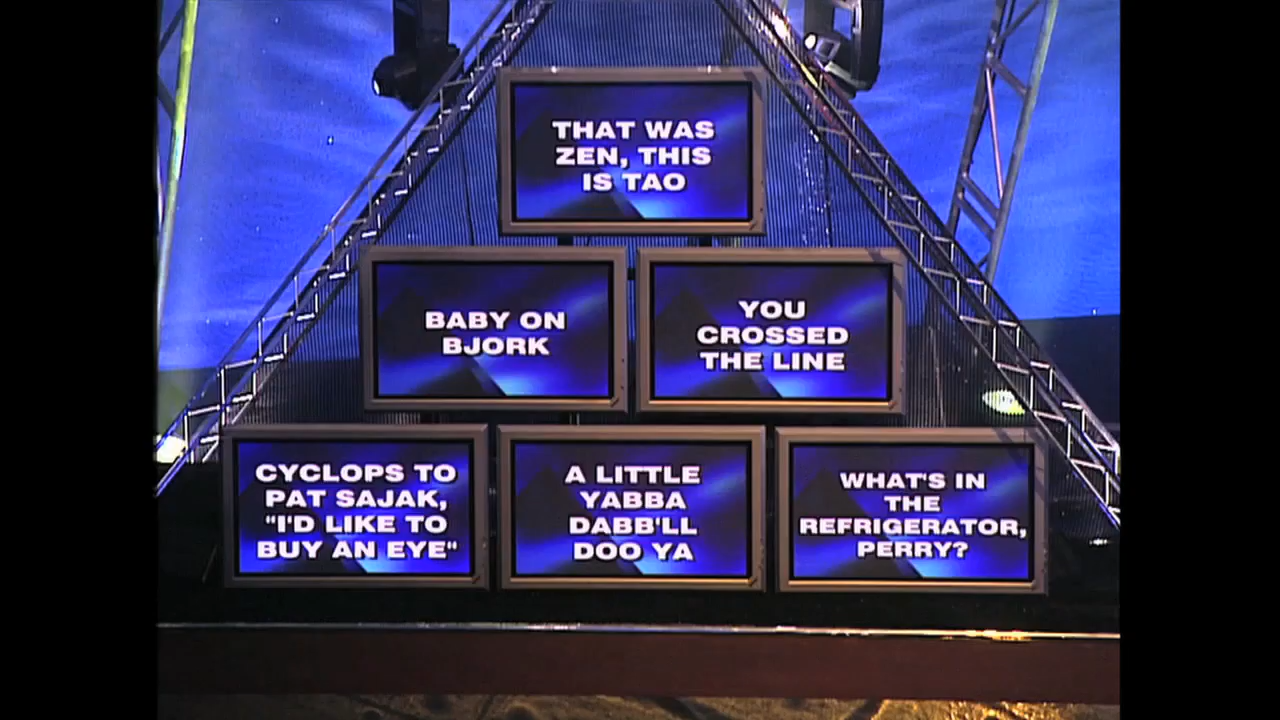 THAT WAS
ZEN, THIS
IS TAO
BABY ON
BJORK
YOU
CROSSED
THE LINE
CYCLOPS TO
PAT SAJAK,
"I'D LIKE TO
BUY AN EYE"
A LITTLE
YABBA
DABB'LL
DOO YA
WHAT'S IN
THE
REFRIGERATOR,
PERRY?